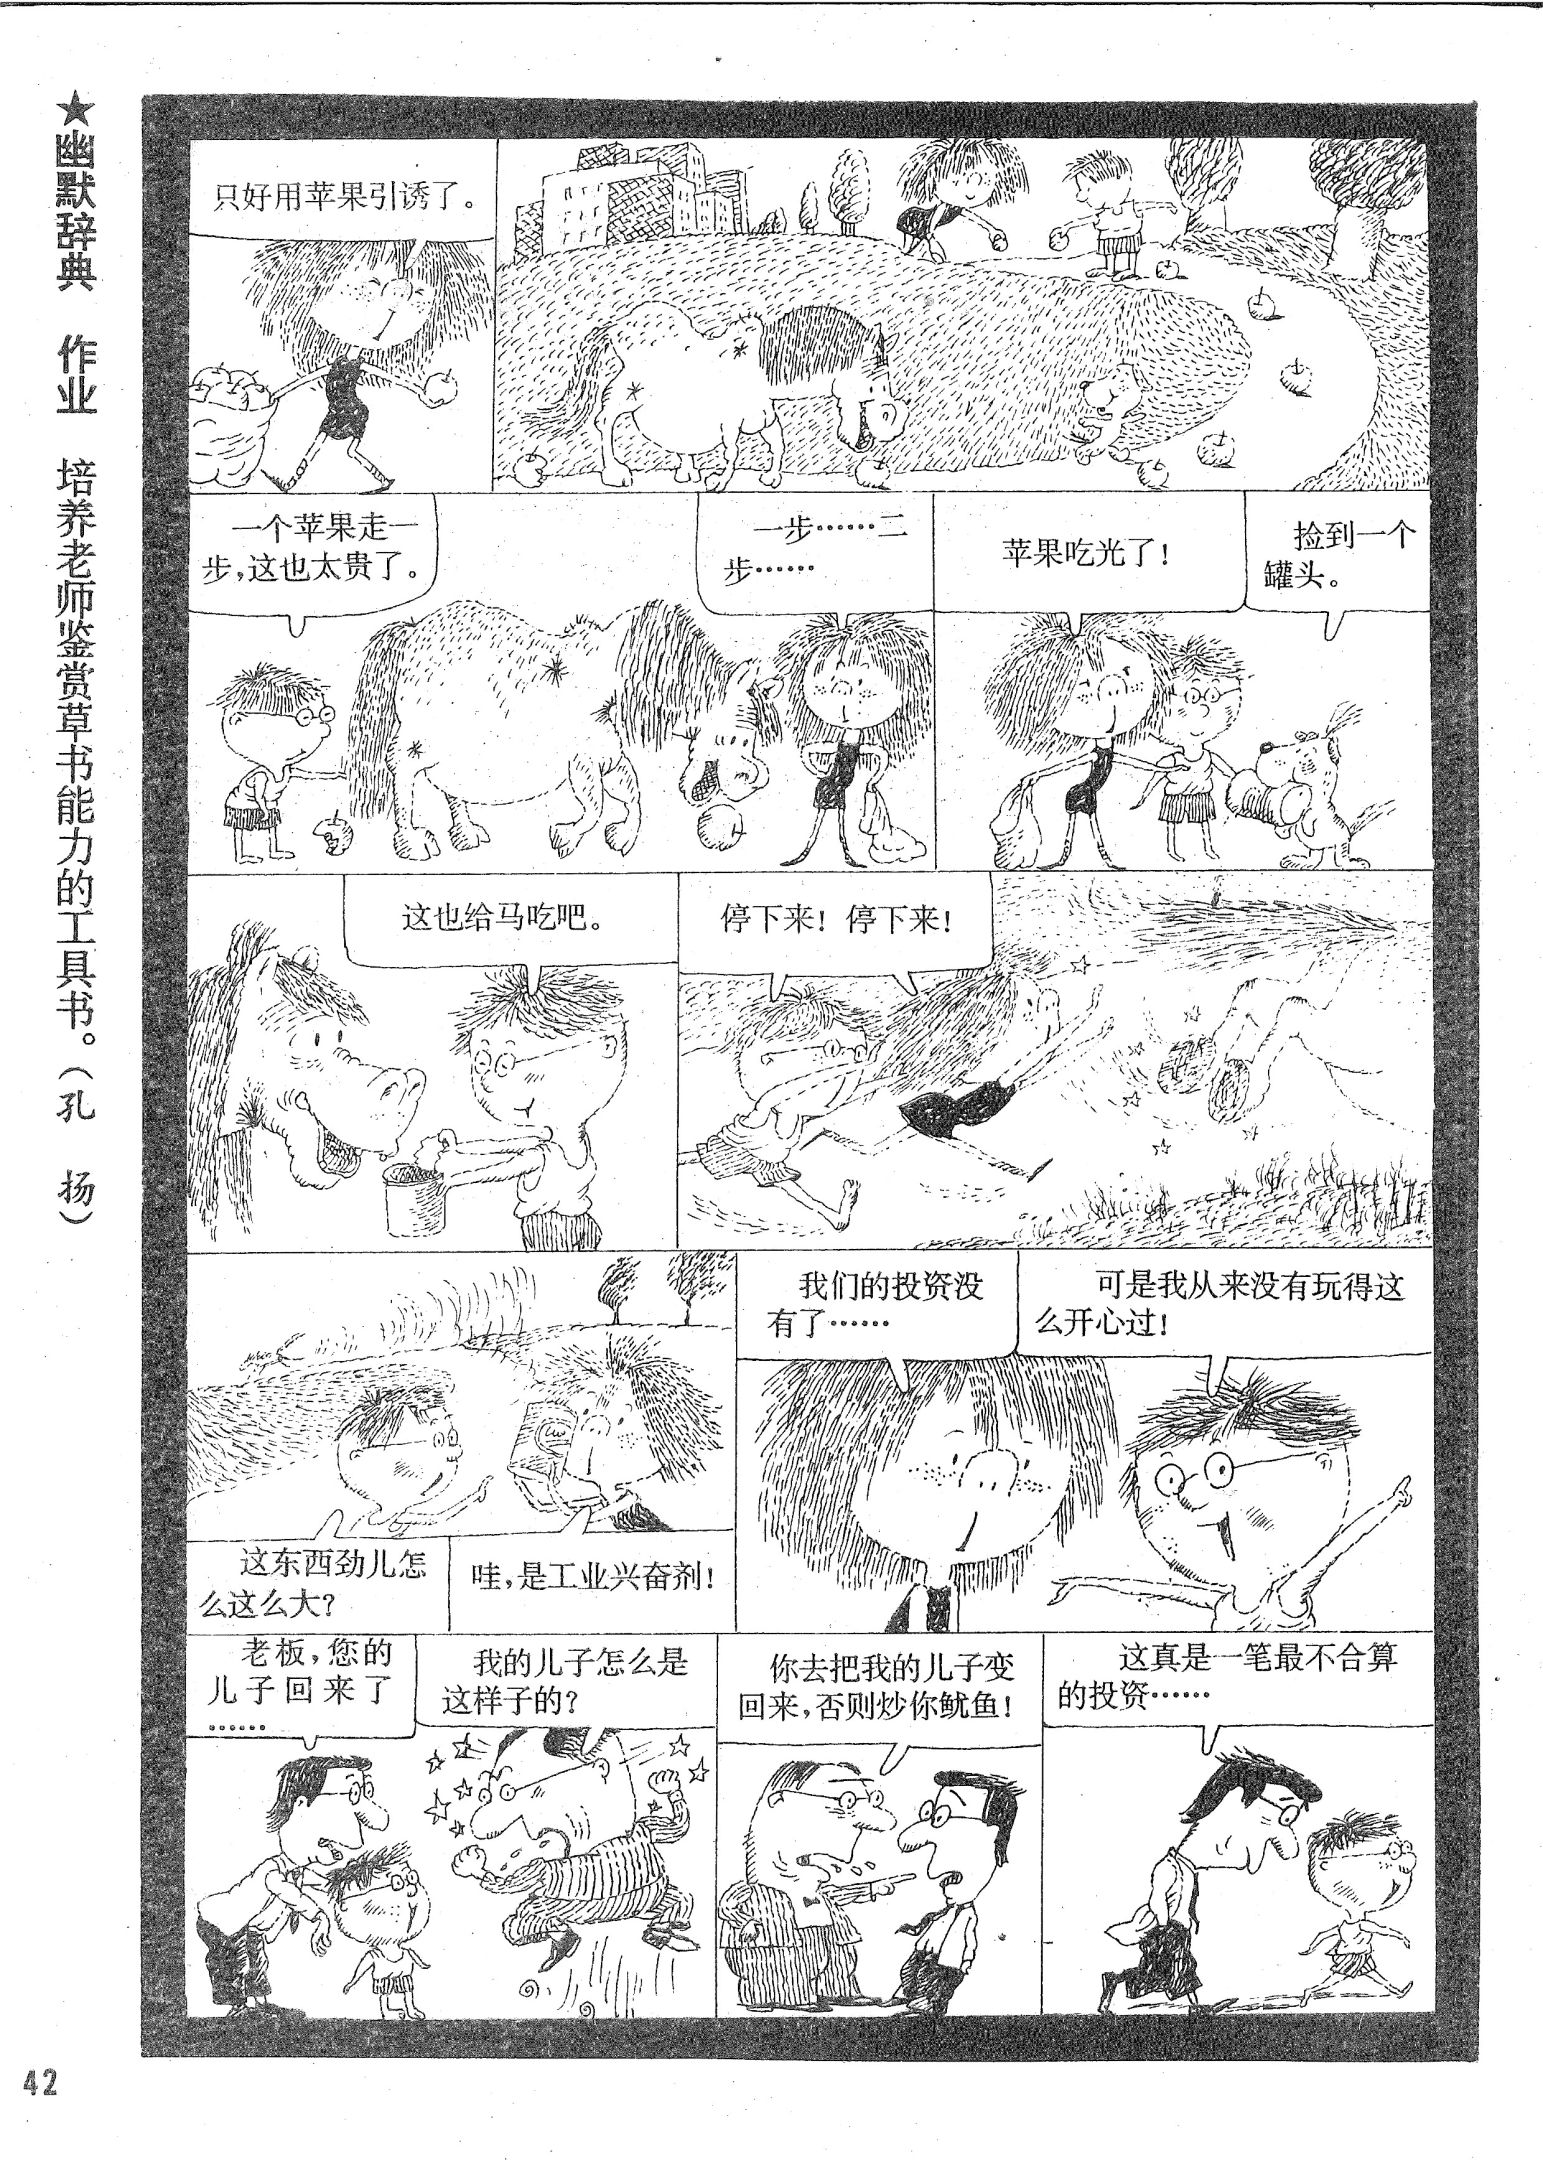 ★幽默辞典 作业 培养老师鉴赏草书能力的工具书。（孔 扬）
只好用苹果引诱了。
一个苹果走一
步，这也太贵了。
一步……二
步……
苹果吃光了！
捡到一个
罐头。
这也给马吃吧。
停下来！停下来！
这东西劲儿怎
么这么大？
哇，是工业兴奋剂！
我们的投资没
有了……
可是我从来没有玩得这
么开心过！
老板，您的
儿子回来了
……
我的儿子怎么是
这样子的？
你去把我的儿子变
回来，否则炒你鱿鱼！
这真是一笔最不合算
的投资……
42